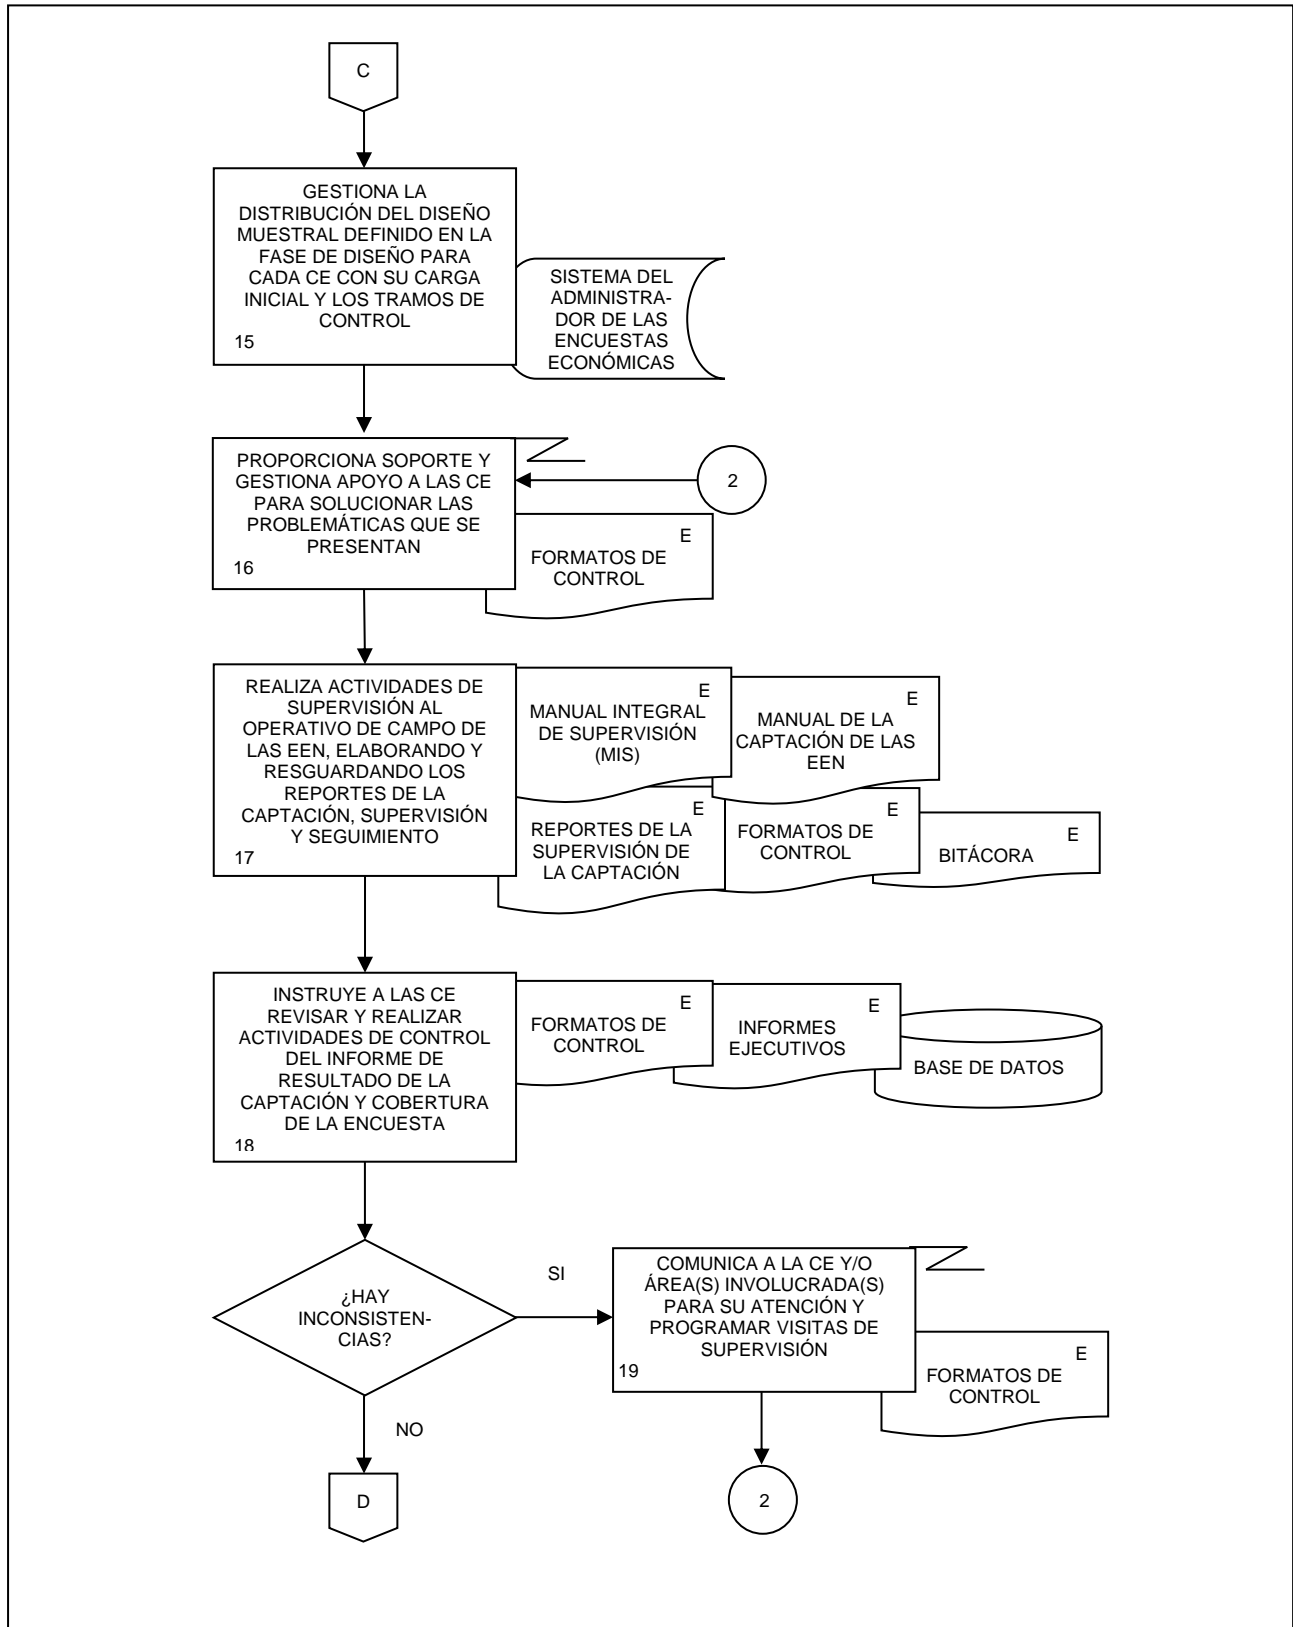 C
GESTIONA LA
DISTRIBUCIÓN DEL DISEÑO
MUESTRAL DEFINIDO EN LA
FASE DE DISEÑO PARA
CADA CE CON SU CARGA
INICIAL Y LOS TRAMOS DE
CONTROL
15
SISTEMA DEL
ADMINISTRA-
DOR DE LAS
ENCUESTAS
ECONÓMICAS
PROPORCIONA SOPORTE Y
GESTIONA APOYO A LAS CE
PARA SOLUCIONAR LAS
PROBLEMÁTICAS QUE SE
PRESENTAN
16
2
E
FORMATOS DE
CONTROL
REALIZA ACTIVIDADES DE
SUPERVISIÓN AL
OPERATIVO DE CAMPO DE
LAS EEN, ELABORANDO Y
RESGUARDANDO LOS
REPORTES DE LA
CAPTACIÓN, SUPERVISIÓN
Y SEGUIMIENTO
17
E
MANUAL INTEGRAL
DE SUPERVISIÓN
(MIS)
E
MANUAL DE LA
CAPTACIÓN DE LAS
EEN
E
REPORTES DE LA
SUPERVISIÓN DE
LA CAPTACIÓN
E
FORMATOS DE
CONTROL
E
BITÁCORA
INSTRUYE A LAS CE
REVISAR Y REALIZAR
ACTIVIDADES DE CONTROL
DEL INFORME DE
RESULTADO DE LA
CAPTACIÓN Y COBERTURA
DE LA ENCUESTA
18
E
FORMATOS DE
CONTROL
E
INFORMES
EJECUTIVOS
BASE DE DATOS
¿HAY
INCONSISTEN-
CIAS?
SI
COMUNICA A LA CE Y/O
ÁREA(S) INVOLUCRADA(S)
PARA SU ATENCIÓN Y
PROGRAMAR VISITAS DE
SUPERVISIÓN
19
E
FORMATOS DE
CONTROL
NO
D
2